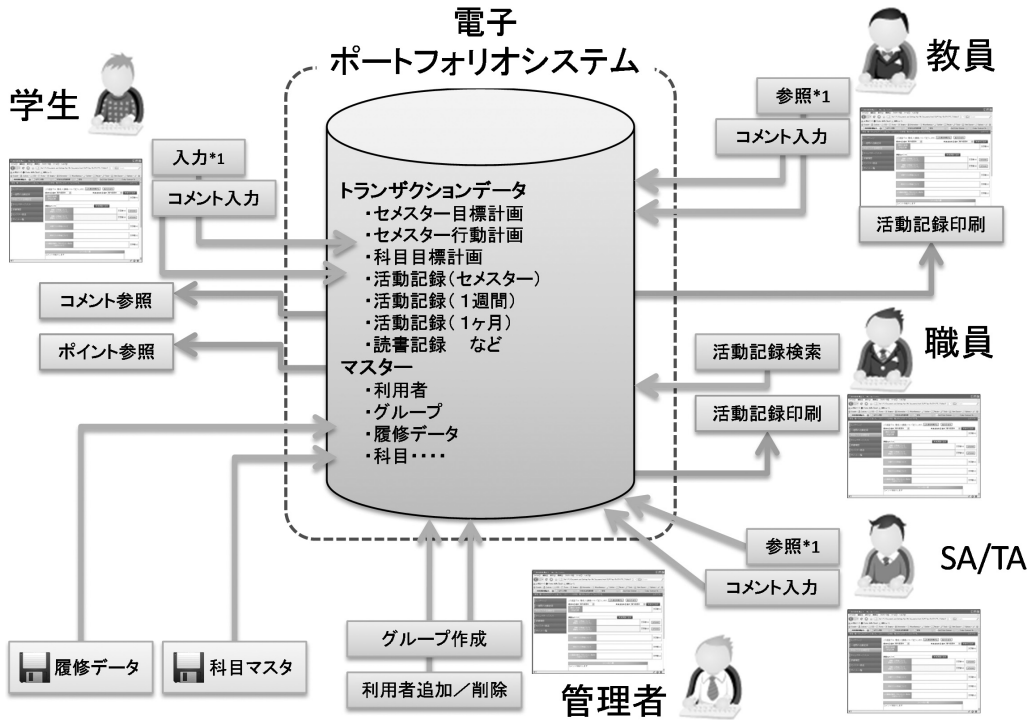 電子
ポートフォリオシステム
学生
入力*1
コメント入力
コメント参照
ポイント参照
トランザクションデータ
・セメスター目標計画
・セメスター行動計画
・科目目標計画
・活動記録(セメスター)
・活動記録(1週間)
・活動記録(1ヶ月)
・読書記録 など
マスター
・利用者
・グループ
・履修データ
・科目・・・・
教員
参照*1
コメント入力
活動記録印刷
職員
活動記録検索
活動記録印刷
SA/TA
参照*1
コメント入力
履修データ
科目マスタ
グループ作成
利用者追加/削除
管理者